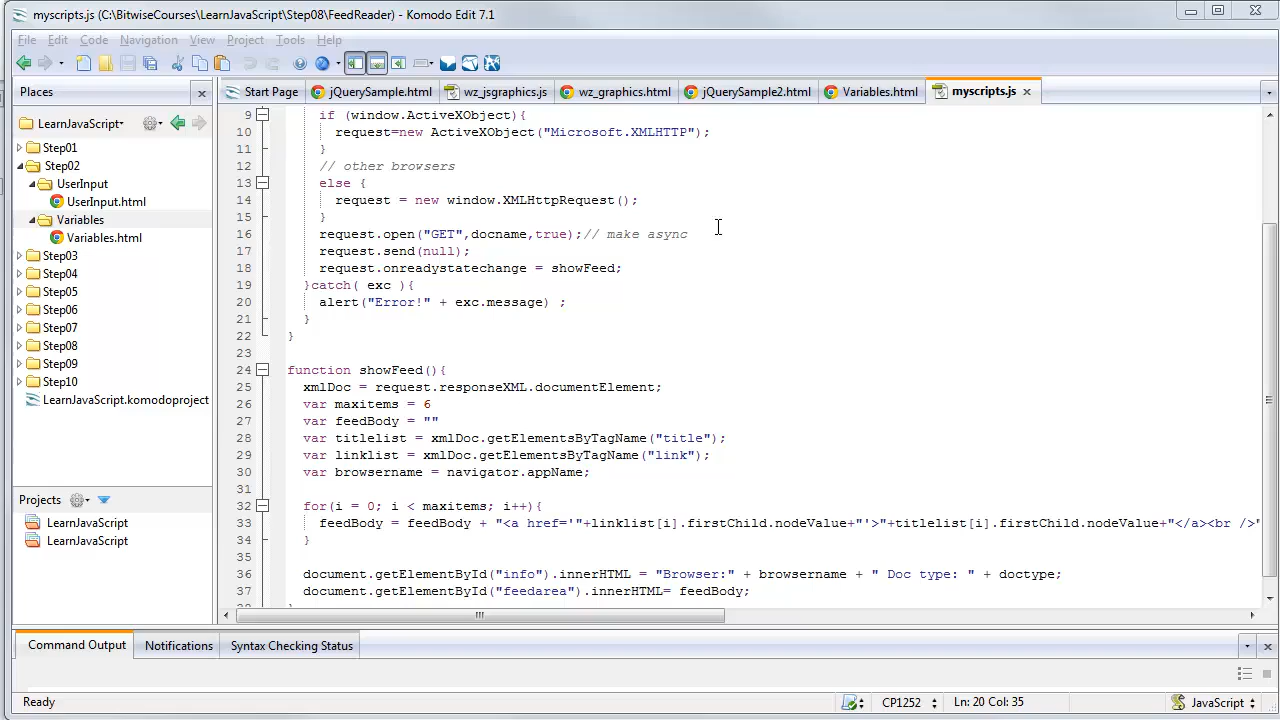 myscripts.js (C:\BitwiseCourses\LearnJavaScript\Step08\FeedReader) - Komodo Edit 7.1
File Edit Code Navigation View Project Tools Help
Places
Start Page jQuerySample.html wz_jsgraphics.js wz_graphics.html jQuerySample2.html Variables.html myscripts.js
LearnJavaScript
Step01
Step02
UserInput
UserInput.html
Variables
Variables.html
Step03
Step04
Step05
Step06
Step07
Step08
Step09
Step10
LearnJavaScript.komodoproject
Projects
LearnJavaScript
LearnJavaScript
9 if (window.ActiveXObject){
10 request=new ActiveXObject("Microsoft.XMLHTTP");
11 }
12 // other browsers
13 else {
14 request = new window.XMLHttpRequest();
15 }
16 request.open("GET",docname,true);// make async
17 request.send(null);
18 request.onreadystatechange = showFeed;
19 }catch( exc ){
20 alert("Error!" + exc.message) ;
21 }
22 }
23
24 function showFeed(){
25 xmlDoc = request.responseXML.documentElement;
26 var maxitems = 6
27 var feedBody = ""
28 var titlelist = xmlDoc.getElementsByTagName("title");
29 var linklist = xmlDoc.getElementsByTagName("link");
30 var browsername = navigator.appName;
31
32 for(i = 0; i < maxitems; i++){
33 feedBody = feedBody + "<a href='"+linklist[i].firstChild.nodeValue+"'>"+titlelist[i].firstChild.nodeValue+"</a><br />"
34 }
35
36 document.getElementById("info").innerHTML = "Browser:" + browsername + " Doc type: " + doctype;
37 document.getElementById("feedarea").innerHTML= feedBody;
Command Output Notifications Syntax Checking Status
Ready CP1252 Ln: 20 Col: 35 JavaScript